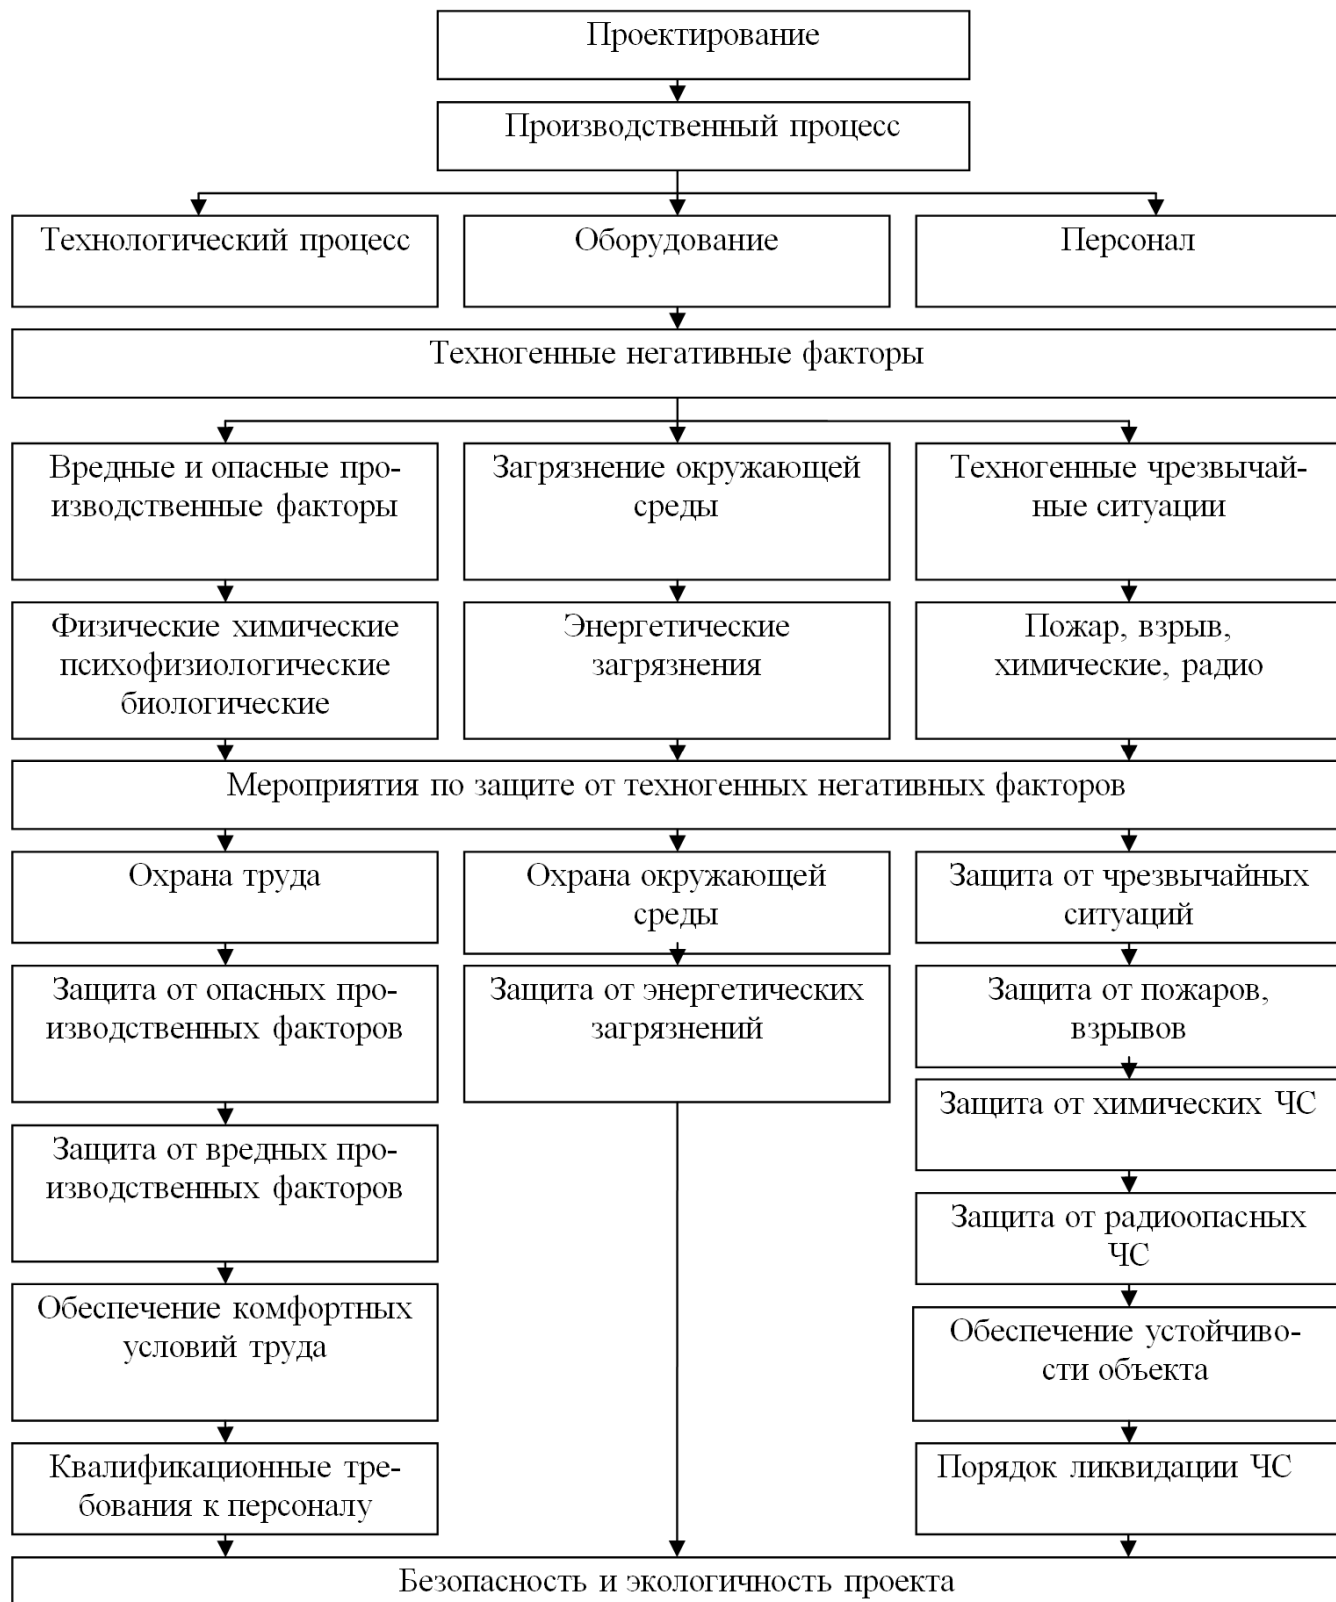 Проектирование
Производственный процесс
Технологический процесс
Оборудование
Персонал
Техногенные негативные факторы
Вредные и опасные про-
изводственные факторы
Загрязнение окружающей
среды
Техногенные чрезвычай-
ные ситуации
Физические химические
психофизиологические
биологические
Энергетические
загрязнения
Пожар, взрыв,
химические, радио
Мероприятия по защите от техногенных негативных факторов
Охрана труда
Охрана окружающей
среды
Защита от чрезвычайных
ситуаций
Защита от опасных про-
изводственных факторов
Защита от энергетических
загрязнений
Защита от пожаров,
взрывов
Защита от химических ЧС
Защита от вредных про-
изводственных факторов
Защита от радиоопасных
ЧС
Обеспечение комфортных
условий труда
Обеспечение устойчиво-
сти объекта
Квалификационные тре-
бования к персоналу
Порядок ликвидации ЧС
Безопасность и экологичность проекта